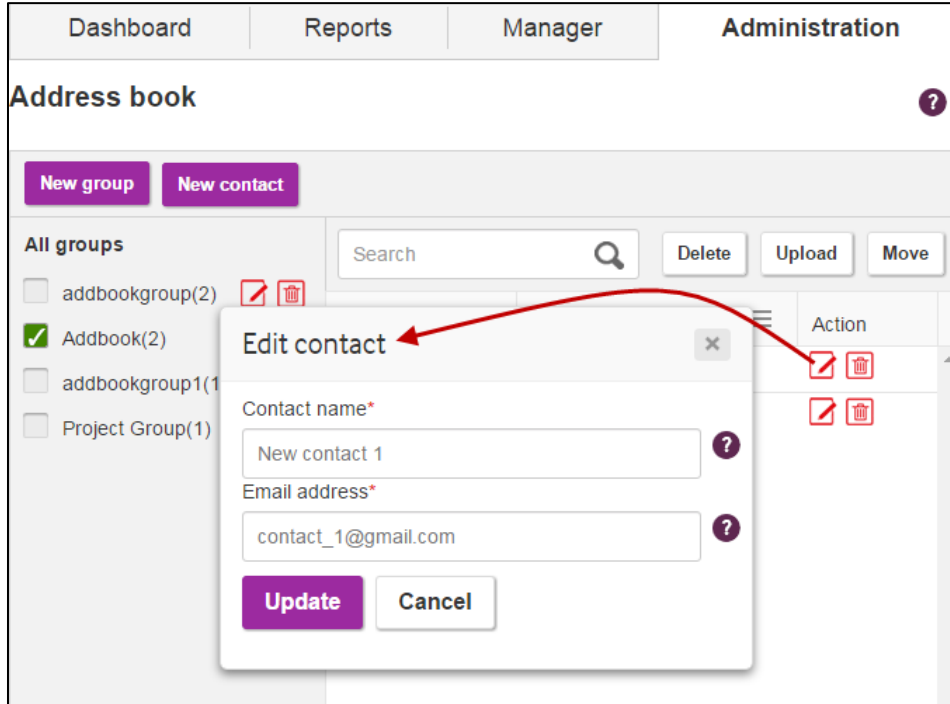 Dashboard Reports Manager Administration
Address book
?
New group New contact
All groups
Search
Delete Upload Move
addbookgroup(2)
Addbook(2)
addbookgroup1(1
Project Group(1)
Action
Edit contact
×
Contact name*
New contact 1
?
Email address*
contact_1@gmail.com
?
Update Cancel